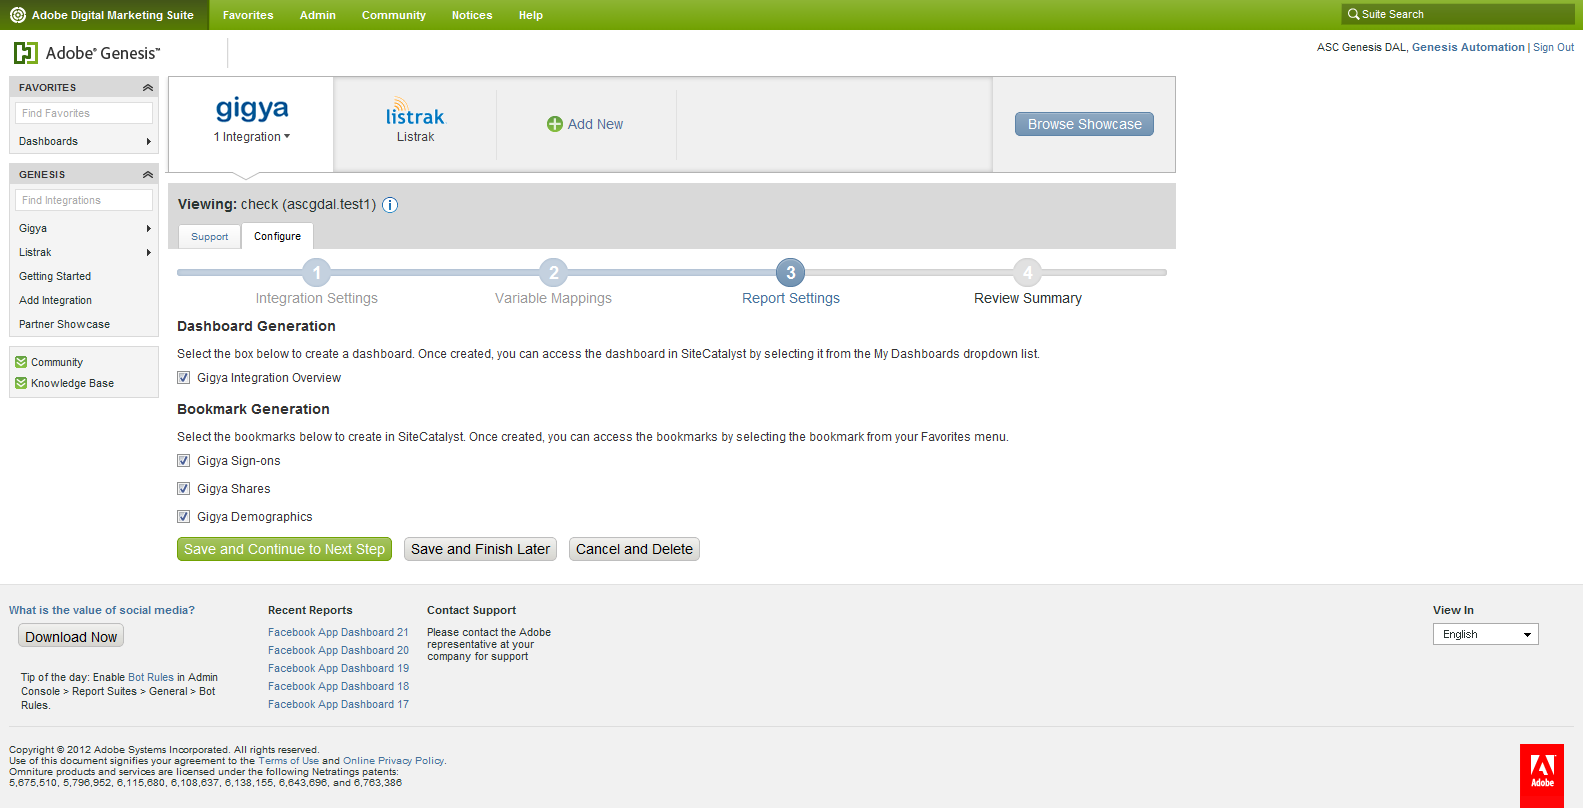 Adobe Digital Marketing Suite
Favorites
Admin
Community
Notices
Help
Suite Search
Adobe® Genesis™
ASC Genesis DAL, Genesis Automation | Sign Out
FAVORITES
Find Favorites
Dashboards
GENESIS
Find Integrations
Gigya
Listrak
Getting Started
Add Integration
Partner Showcase
Community
Knowledge Base
gigya
1 Integration
listrak
Listrak
Add New
Browse Showcase
Viewing: check (ascgdal.test1)
Support
Configure
1
2
3
4
Integration Settings
Variable Mappings
Report Settings
Review Summary
Dashboard Generation
Select the box below to create a dashboard. Once created, you can access the dashboard in SiteCatalyst by selecting it from the My Dashboards dropdown list.
Gigya Integration Overview
Bookmark Generation
Select the bookmarks below to create in SiteCatalyst. Once created, you can access the bookmarks by selecting the bookmark from your Favorites menu.
Gigya Sign-ons
Gigya Shares
Gigya Demographics
Save and Continue to Next Step
Save and Finish Later
Cancel and Delete
What is the value of social media?
Download Now
Tip of the day: Enable Bot Rules in Admin
Console > Report Suites > General > Bot
Rules.
Recent Reports
Facebook App Dashboard 21
Facebook App Dashboard 20
Facebook App Dashboard 19
Facebook App Dashboard 18
Facebook App Dashboard 17
Contact Support
Please contact the Adobe
representative at your
company for support
View In
English
Copyright © 2012 Adobe Systems Incorporated. All rights reserved.
Use of this document signifies your agreement to the Terms of Use and Online Privacy Policy.
Omniture products and services are licensed under the following Netratings patents:
5,675,510, 5,796,952, 6,115,680, 6,108,637, 6,138,155, 6,643,696, and 6,763,386
Adobe